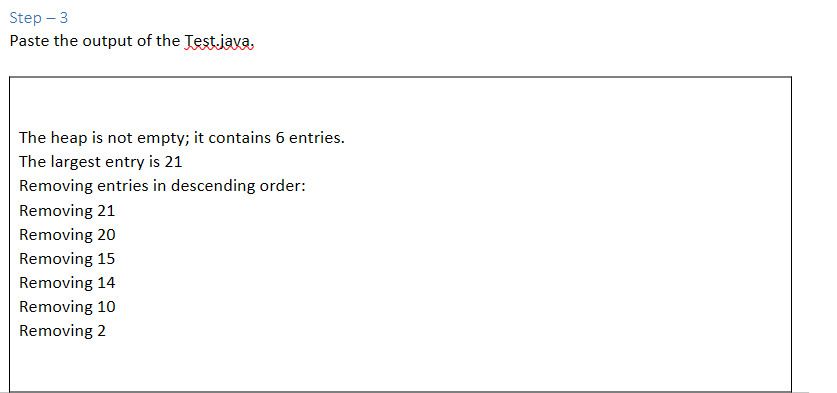 Step – 3
Paste the output of the Test.java,
The heap is not empty; it contains 6 entries.
The largest entry is 21
Removing entries in descending order:
Removing 21
Removing 20
Removing 15
Removing 14
Removing 10
Removing 2